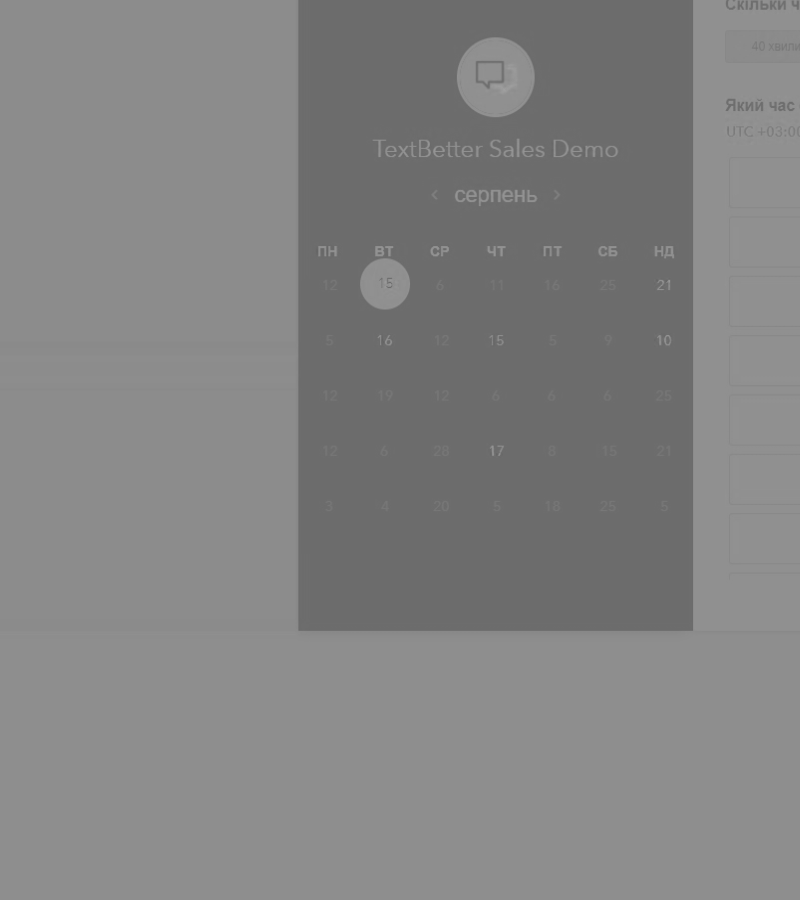 Скільки ч
40 хвили
TextBetter Sales Demo
Який час
UTC +03:00
серпень
ПН ВТ СР ЧТ ПТ СБ НД
12 15 6 11 16 25 21
5 16 12 15 5 9 10
12 19 12 6 6 6 25
12 6 28 17 8 15 21
3 4 20 5 18 25 5